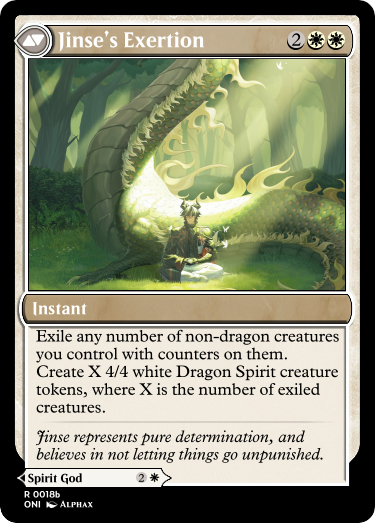 Jinse's Exertion 2
Instant
Exile any number of non-dragon creatures
you control with counters on them.
Create X 4/4 white Dragon Spirit creature
tokens, where X is the number of exiled
creatures.
Jinse represents pure determination, and
believes in not letting things go unpunished.
Spirit God 2
R 0018b
ONI Alphax